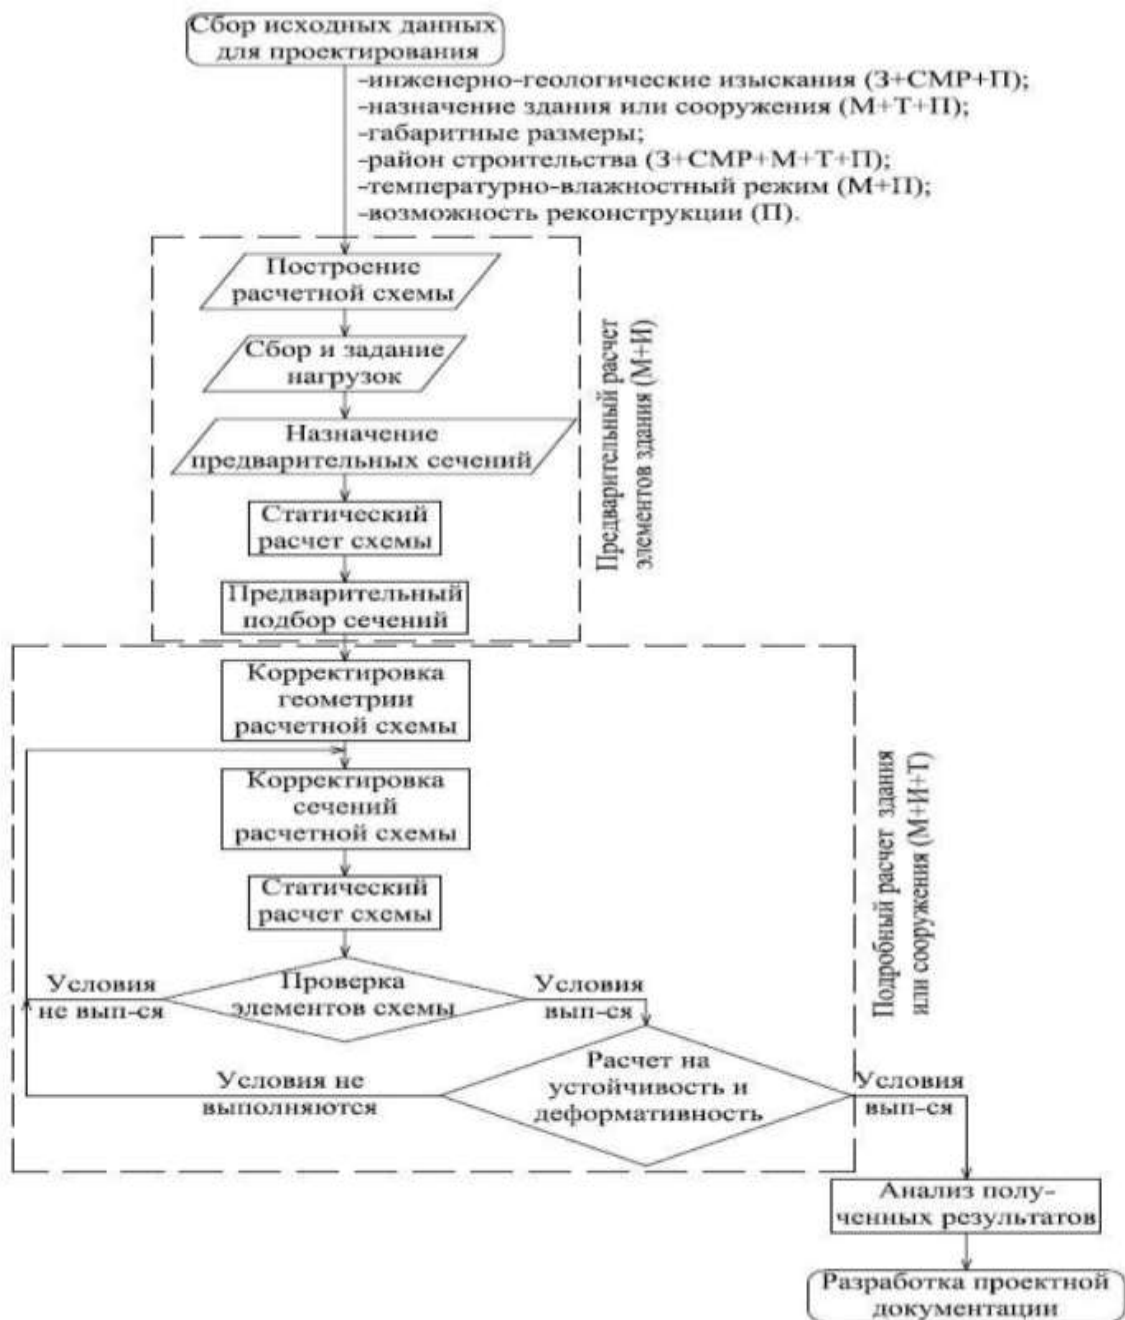 Сбор исходных данных
для проектирования
-инженерно-геологические изыскания (З+СМР+П);
-назначение здания или сооружения (М+Т+П);
-габаритные размеры;
-район строительства (З+СМР+М+Т+П);
-температурно-влажностный режим (М+П);
-возможность реконструкции (П).
Построение
расчетной схемы
Сбор и задание
нагрузок
Назначение
предварительных сечений
Статический
расчет схемы
Предварительный
подбор сечений
Предварительный расчет
элементов здания (М+И)
Корректировка
геометрии
расчетной схемы
Корректировка
сечений
расчетной схемы
Статический
расчет схемы
Проверка
элементов схемы
Условия
не вып-ся
Условия
вып-ся
Расчет на
устойчивость и
деформативность
Условия не
выполняются
Условия
вып-ся
Подробный расчет здания
или сооружения (М+И+Т)
Анализ полу-
ченных результатов
Разработка проектной
документации